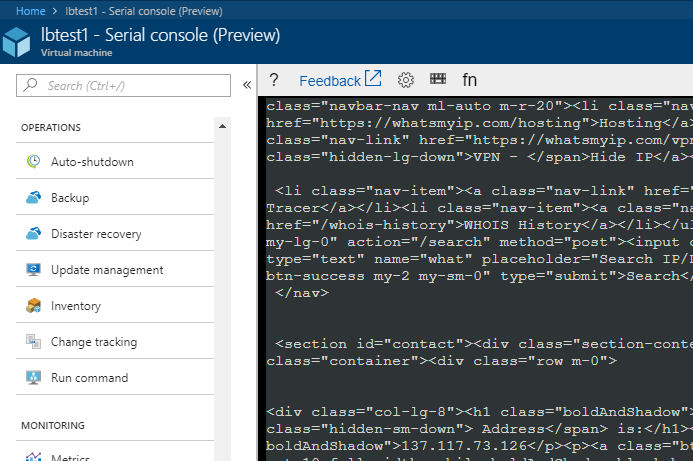 Home > lbtest1 - Serial console (Preview)
lbtest1 - Serial console (Preview)
Virtual machine
Search (Ctrl+/)
«
OPERATIONS
Auto-shutdown
Backup
Disaster recovery
Update management
Inventory
Change tracking
Run command
MONITORING
Metrics
? Feedback fn
class="navbar-nav ml-auto m-r-20"><li class="nav
href="https://whatsmyip.com/hosting">Hosting</a>
class="nav-link" href="https://whatsmyip.com/vpn
class="hidden-lg-down">VPN - </span>Hide IP</a><
<li class="nav-item"><a class="nav-link" href="
Tracer</a></li><li class="nav-item"><a class="na
href="/whois-history">WHOIS History</a></li></ul
my-lg-0" action="/search" method="post"><input c
type="text" name="what" placeholder="Search IP/D
btn-success my-2 my-sm-0" type="submit">Search</
</nav>
<section id="contact"><div class="section-conte
class="container"><div class="row m-0">
<div class="col-lg-8"><h1 class="boldAndShadow">
class="hidden-sm-down"> Address</span> is:</h1><
boldAndShadow">137.117.73.126</p><p><a class="bt